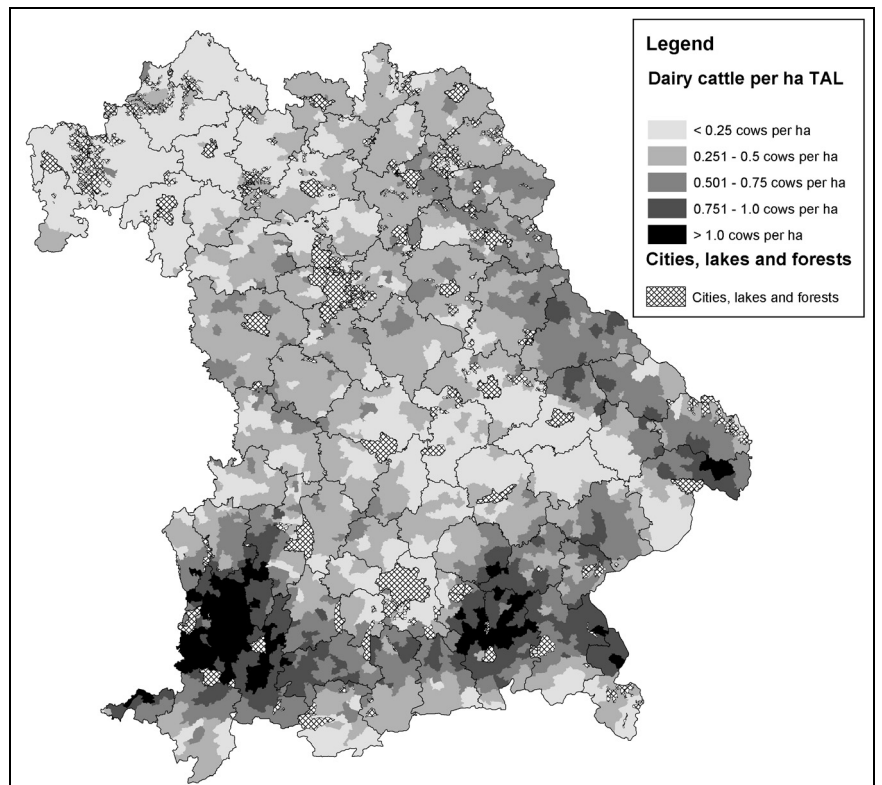 Legend
Dairy cattle per ha TAL
< 0.25 cows per ha
0.251 - 0.5 cows per ha
0.501 - 0.75 cows per ha
0.751 - 1.0 cows per ha
> 1.0 cows per ha
Cities, lakes and forests
Cities, lakes and forests